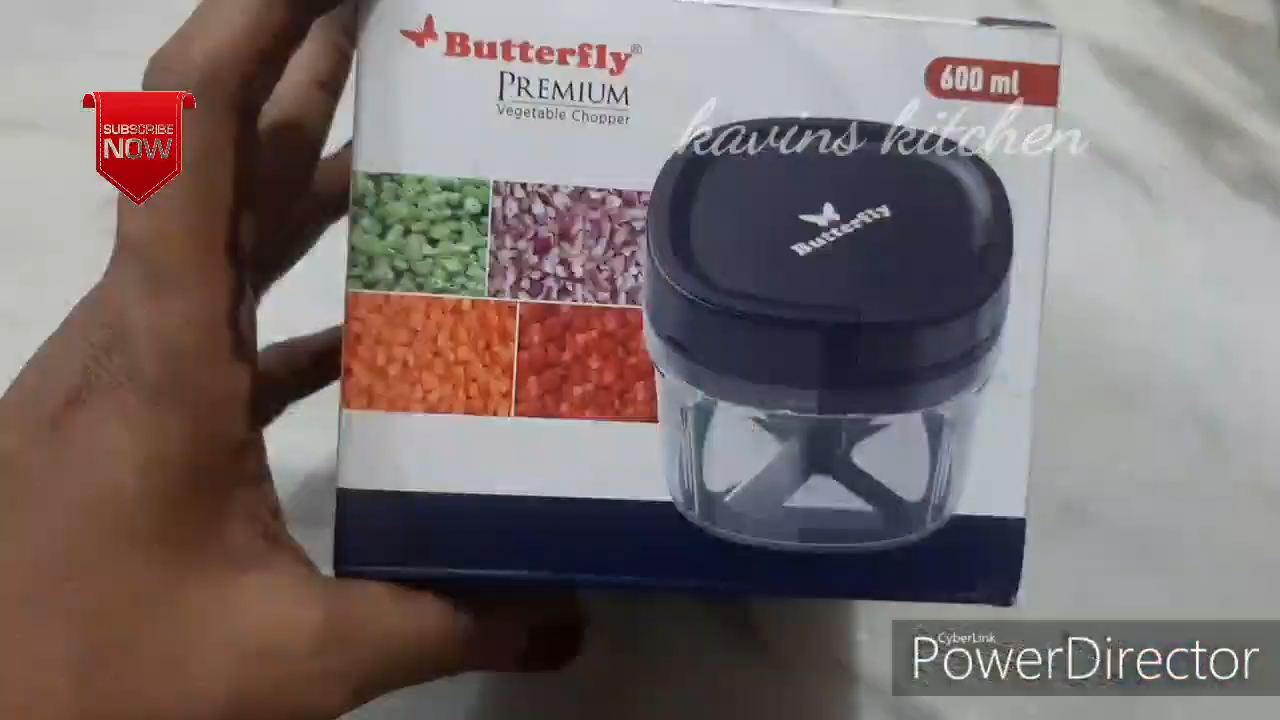 Butterfly®
PREMIUM
Vegetable Chopper
600 ml
SUBSCRIBE
NOW
kavins kitchen
Butterfly
CyberLink
PowerDirector